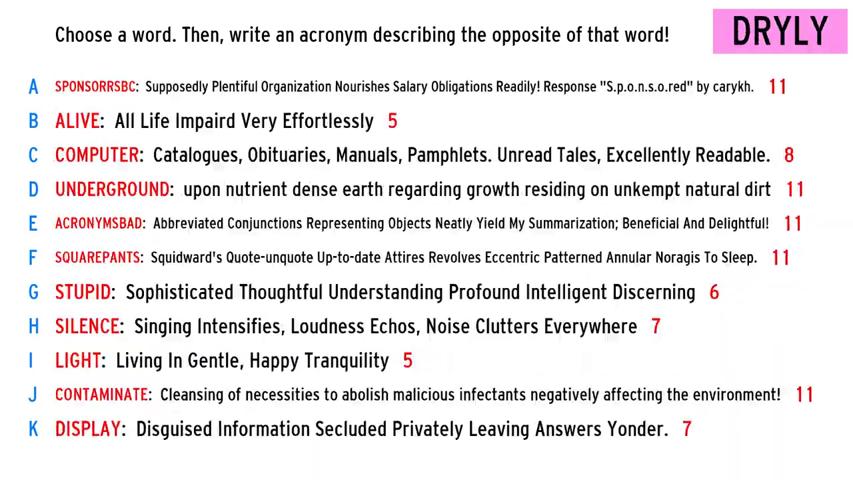 Choose a word. Then, write an acronym describing the opposite of that word!
DRYLY
A SPONSORRSBC: Supposedly Plentiful Organization Nourishes Salary Obligations Readily! Response "S.p.o.n.s.o.red" by carykh. 11
B ALIVE: All Life Impaird Very Effortlessly 5
C COMPUTER: Catalogues, Obituaries, Manuals, Pamphlets. Unread Tales, Excellently Readable. 8
D UNDERGROUND: upon nutrient dense earth regarding growth residing on unkempt natural dirt 11
E ACRONYMSBAD: Abbreviated Conjunctions Representing Objects Neatly Yield My Summarization; Beneficial And Delightful! 11
F SQUAREPANTS: Squidward's Quote-unquote Up-to-date Attires Revolves Eccentric Patterned Annular Noragis To Sleep. 11
G STUPID: Sophisticated Thoughtful Understanding Profound Intelligent Discerning 6
H SILENCE: Singing Intensifies, Loudness Echos, Noise Clutters Everywhere 7
I LIGHT: Living In Gentle, Happy Tranquility 5
J CONTAMINATE: Cleansing of necessities to abolish malicious infectants negatively affecting the environment! 11
K DISPLAY: Disguised Information Secluded Privately Leaving Answers Yonder. 7